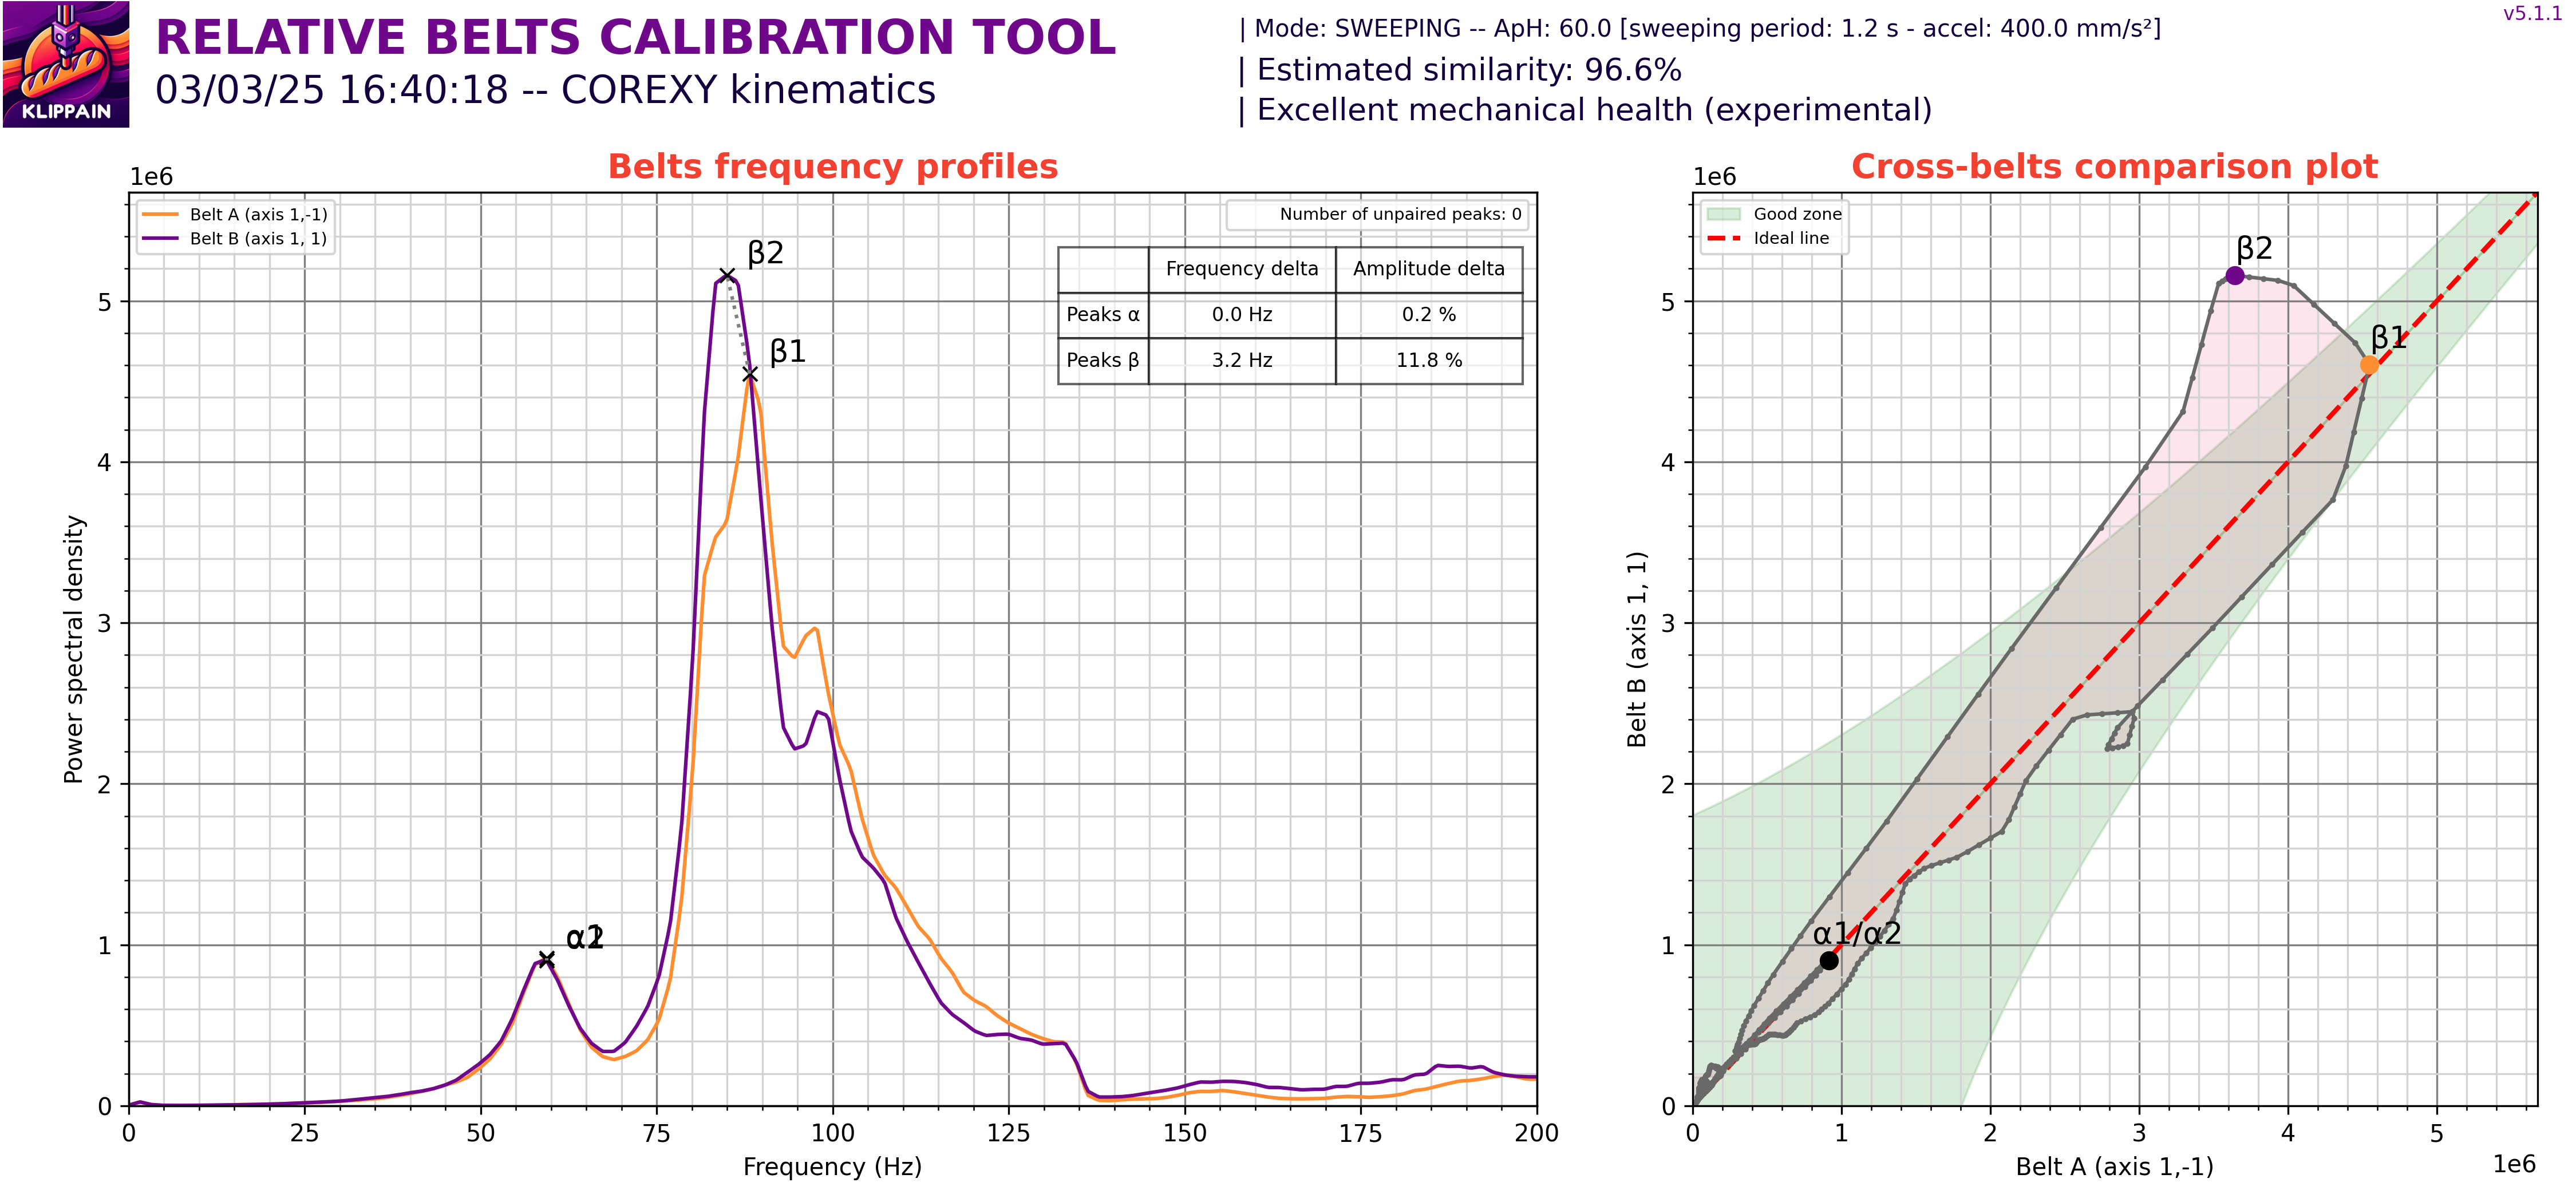 KLIPPAIN
RELATIVE BELTS CALIBRATION TOOL
03/03/25 16:40:18 -- COREXY kinematics
| Mode: SWEEPING -- ApH: 60.0 [sweeping period: 1.2 s - accel: 400.0 mm/s²]
| Estimated similarity: 96.6%
| Excellent mechanical health (experimental)
v5.1.1
Belts frequency profiles
1e6
Belt A (axis 1,-1)
Belt B (axis 1, 1)
Number of unpaired peaks: 0
Frequency delta Amplitude delta
Peaks α 0.0 Hz 0.2 %
Peaks β 3.2 Hz 11.8 %
β2
β1
α1
α2
Power spectral density
5
4
3
2
1
0
0 25 50 75 100 125 150 175 200
Frequency (Hz)
Cross-belts comparison plot
1e6
Good zone
Ideal line
β2
β1
α1/α2
Belt B (axis 1, 1)
5
4
3
2
1
0
0 1 2 3 4 5
Belt A (axis 1,-1)
1e6